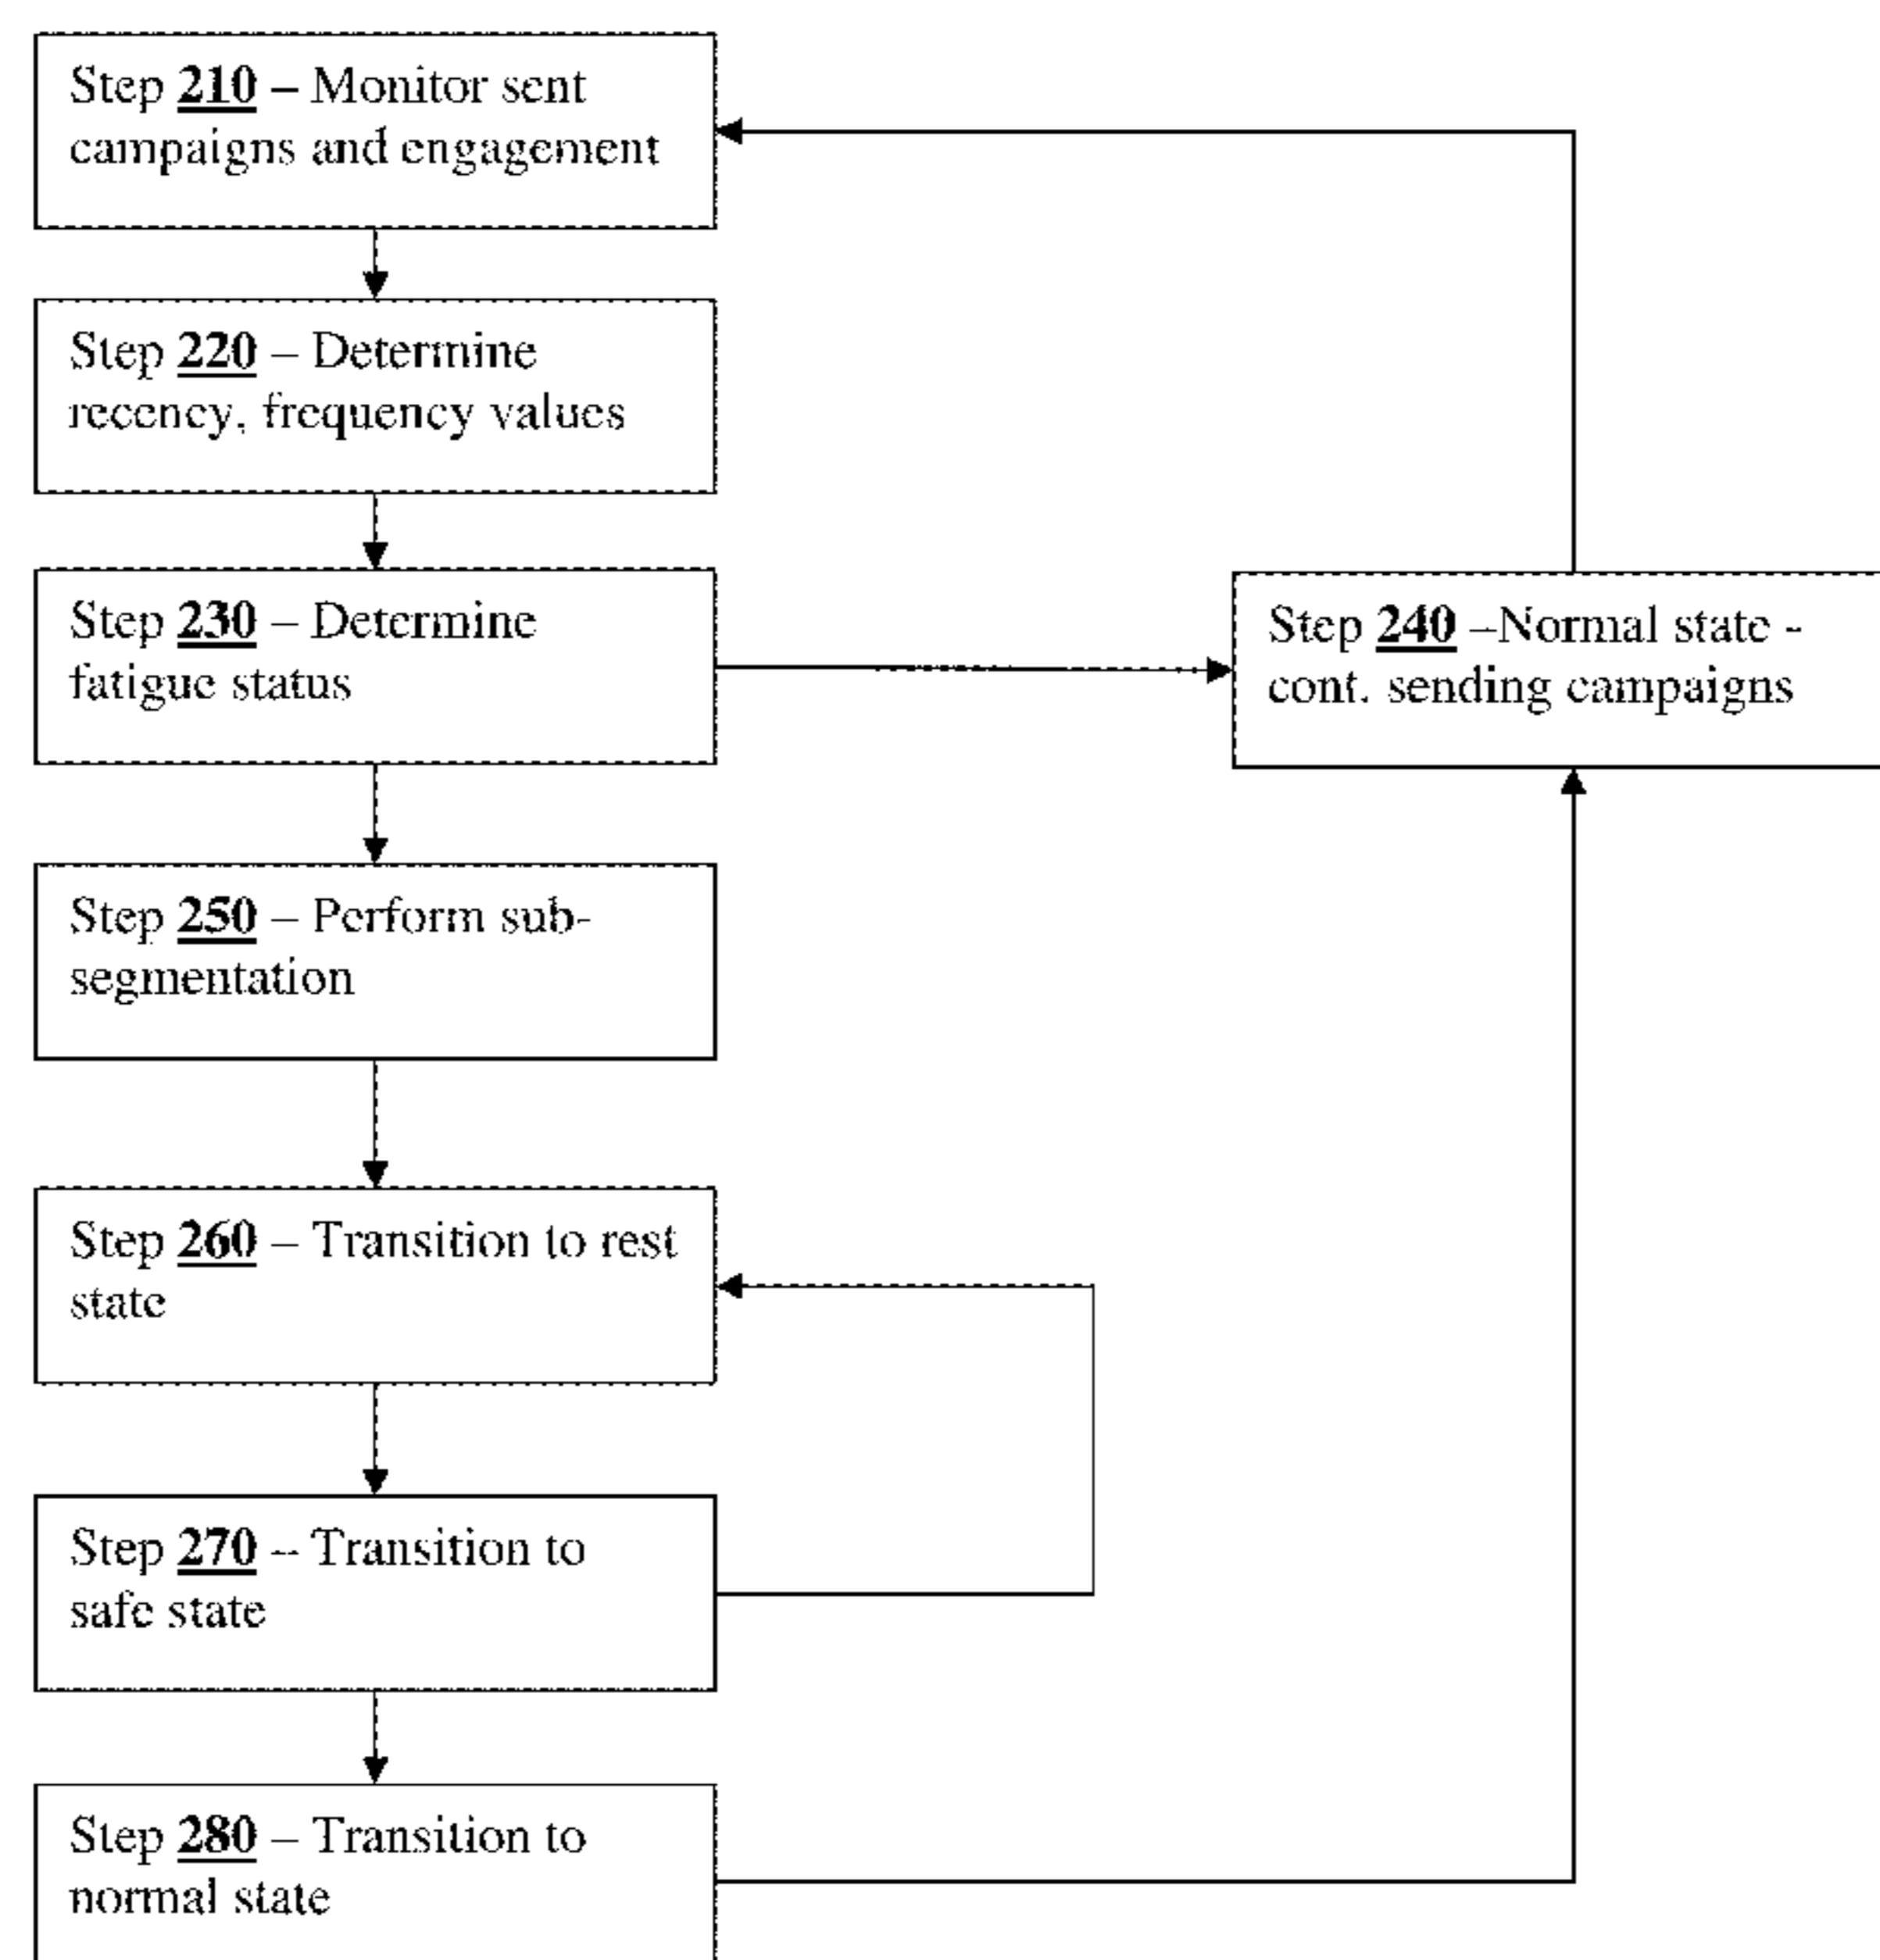 Step 210 – Monitor sent
campaigns and engagement
Step 220 – Determine
recency, frequency values
Step 230 – Determine
fatigue status
Step 240 –Normal state -
cont. sending campaigns
Step 250 – Perform sub-
segmentation
Step 260 – Transition to rest
state
Step 270 – Transition to
safe state
Step 280 – Transition to
normal state